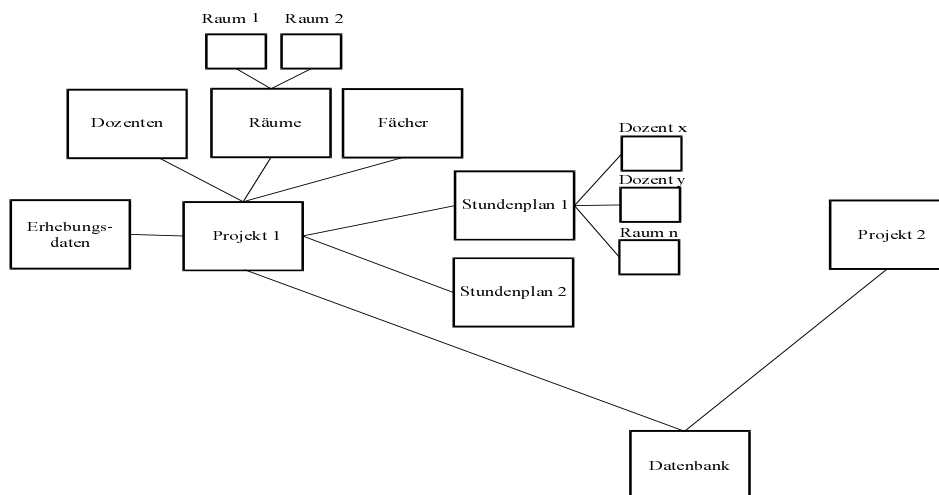 Raum 1
Raum 2
Dozenten
Räume
Fächer
Dozent x
Dozent y
Raum n
Stundenplan 1
Erhebungs-
daten
Projekt 1
Projekt 2
Stundenplan 2
Datenbank